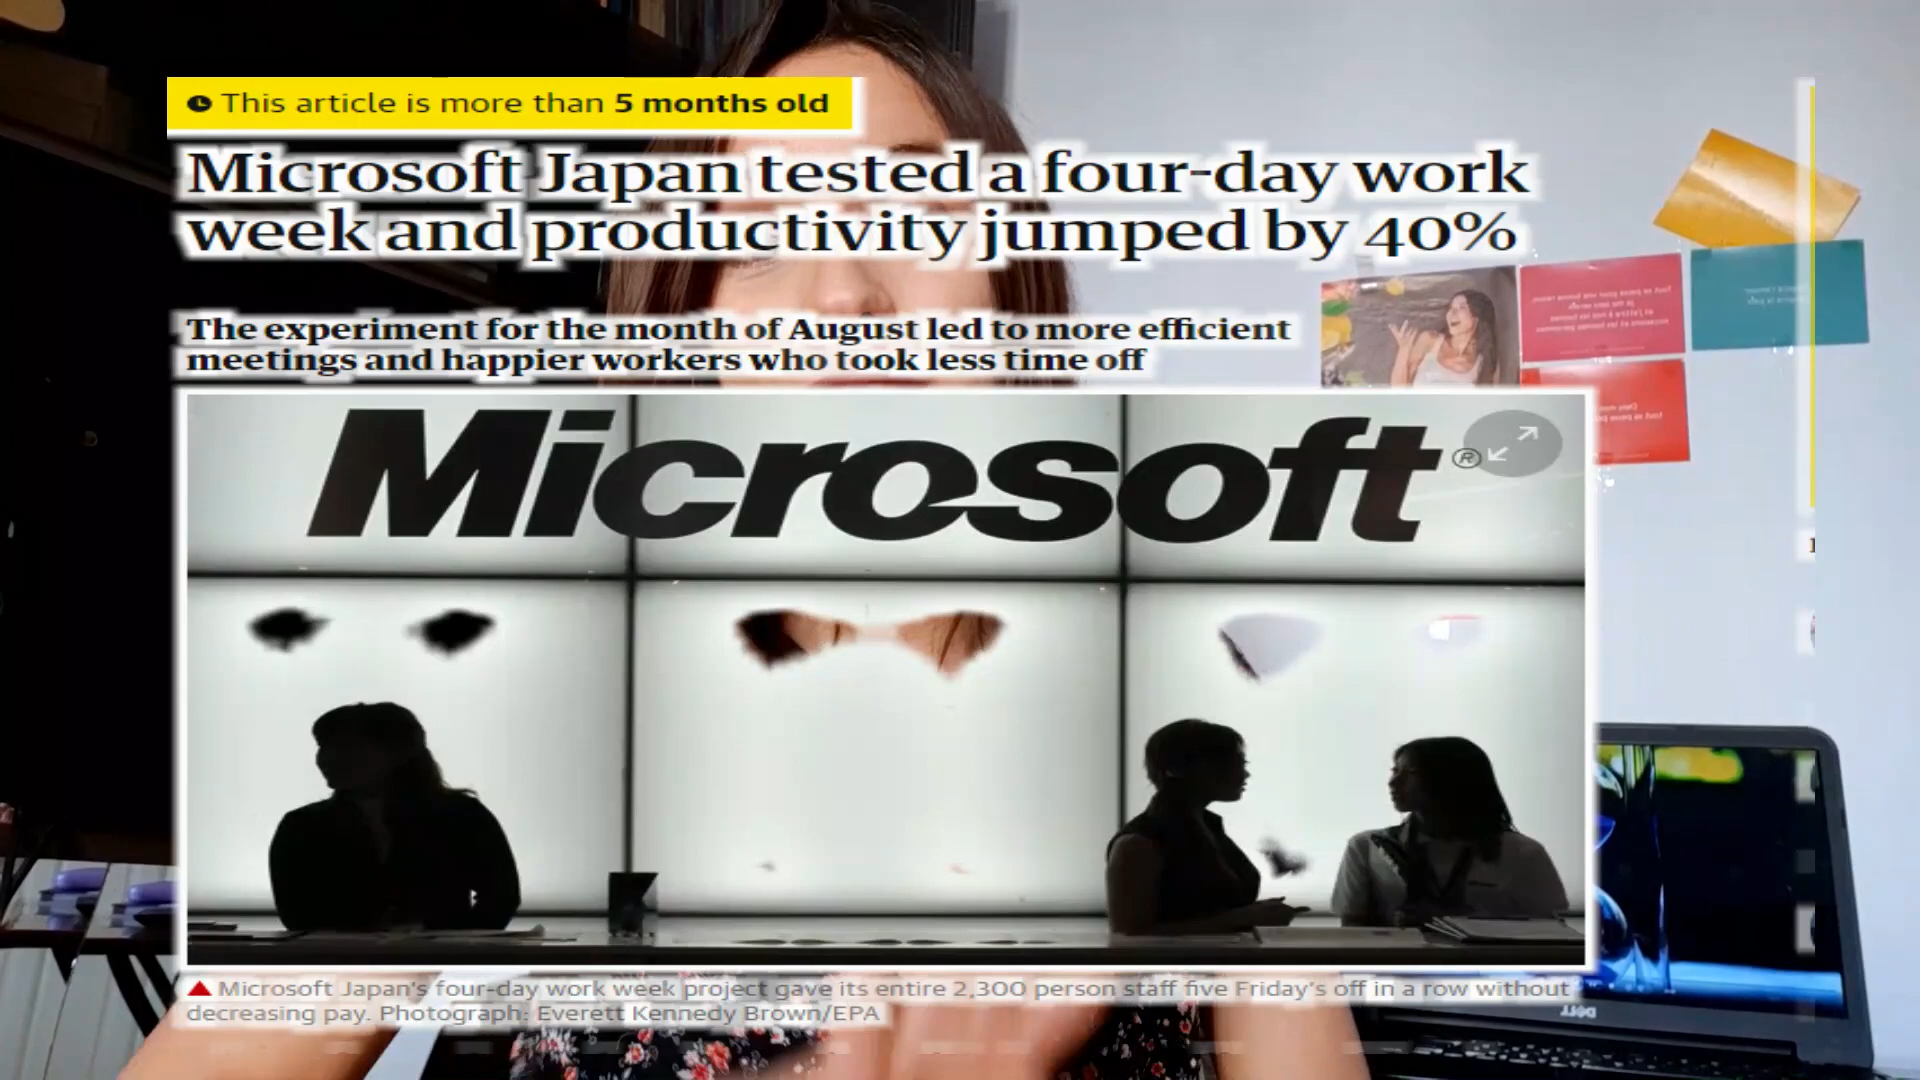 This article is more than 5 months old
Microsoft Japan tested a four-day work
week and productivity jumped by 40%
The experiment for the month of August led to more efficient
meetings and happier workers who took less time off
Microsoft®
Microsoft Japan's four-day work week project gave its entire 2,300 person staff five Friday's off in a row without
decreasing pay. Photograph: Everett Kennedy Brown/EPA
DELL